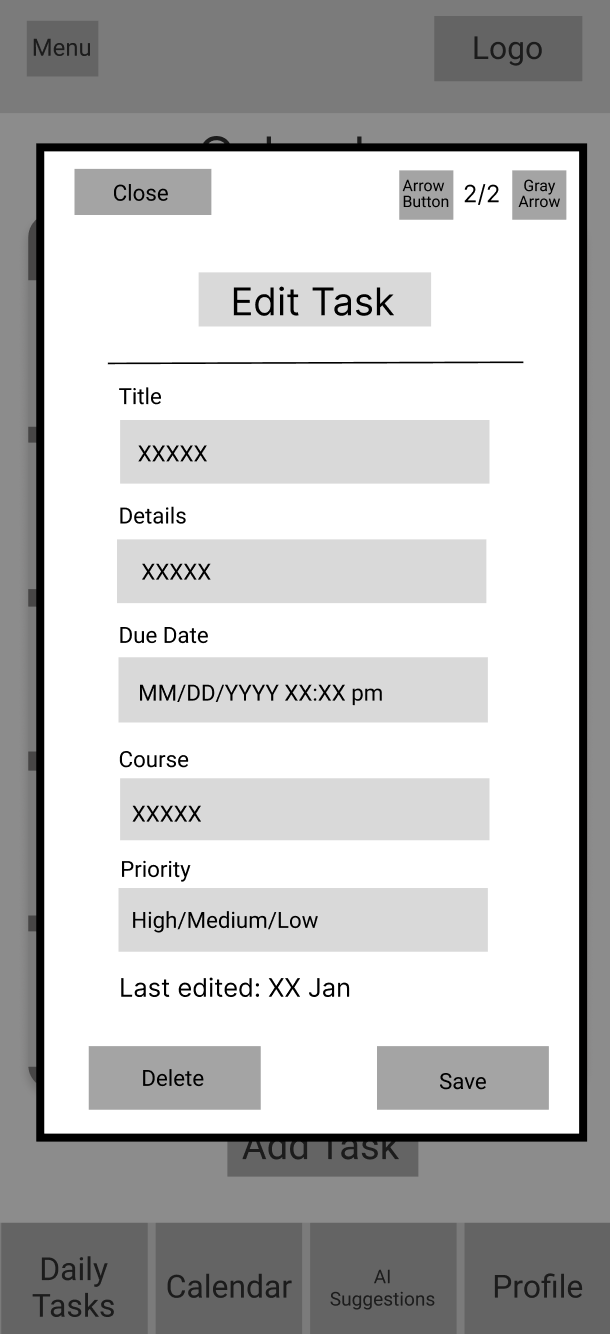 Menu
Logo
Close
Arrow
Button
2/2
Gray
Arrow
Edit Task
Title
XXXXX
Details
XXXXX
Due Date
MM/DD/YYYY XX:XX pm
Course
XXXXX
Priority
High/Medium/Low
Last edited: XX Jan
Delete
Save
Add Task
Daily
Tasks
Calendar
AI
Suggestions
Profile